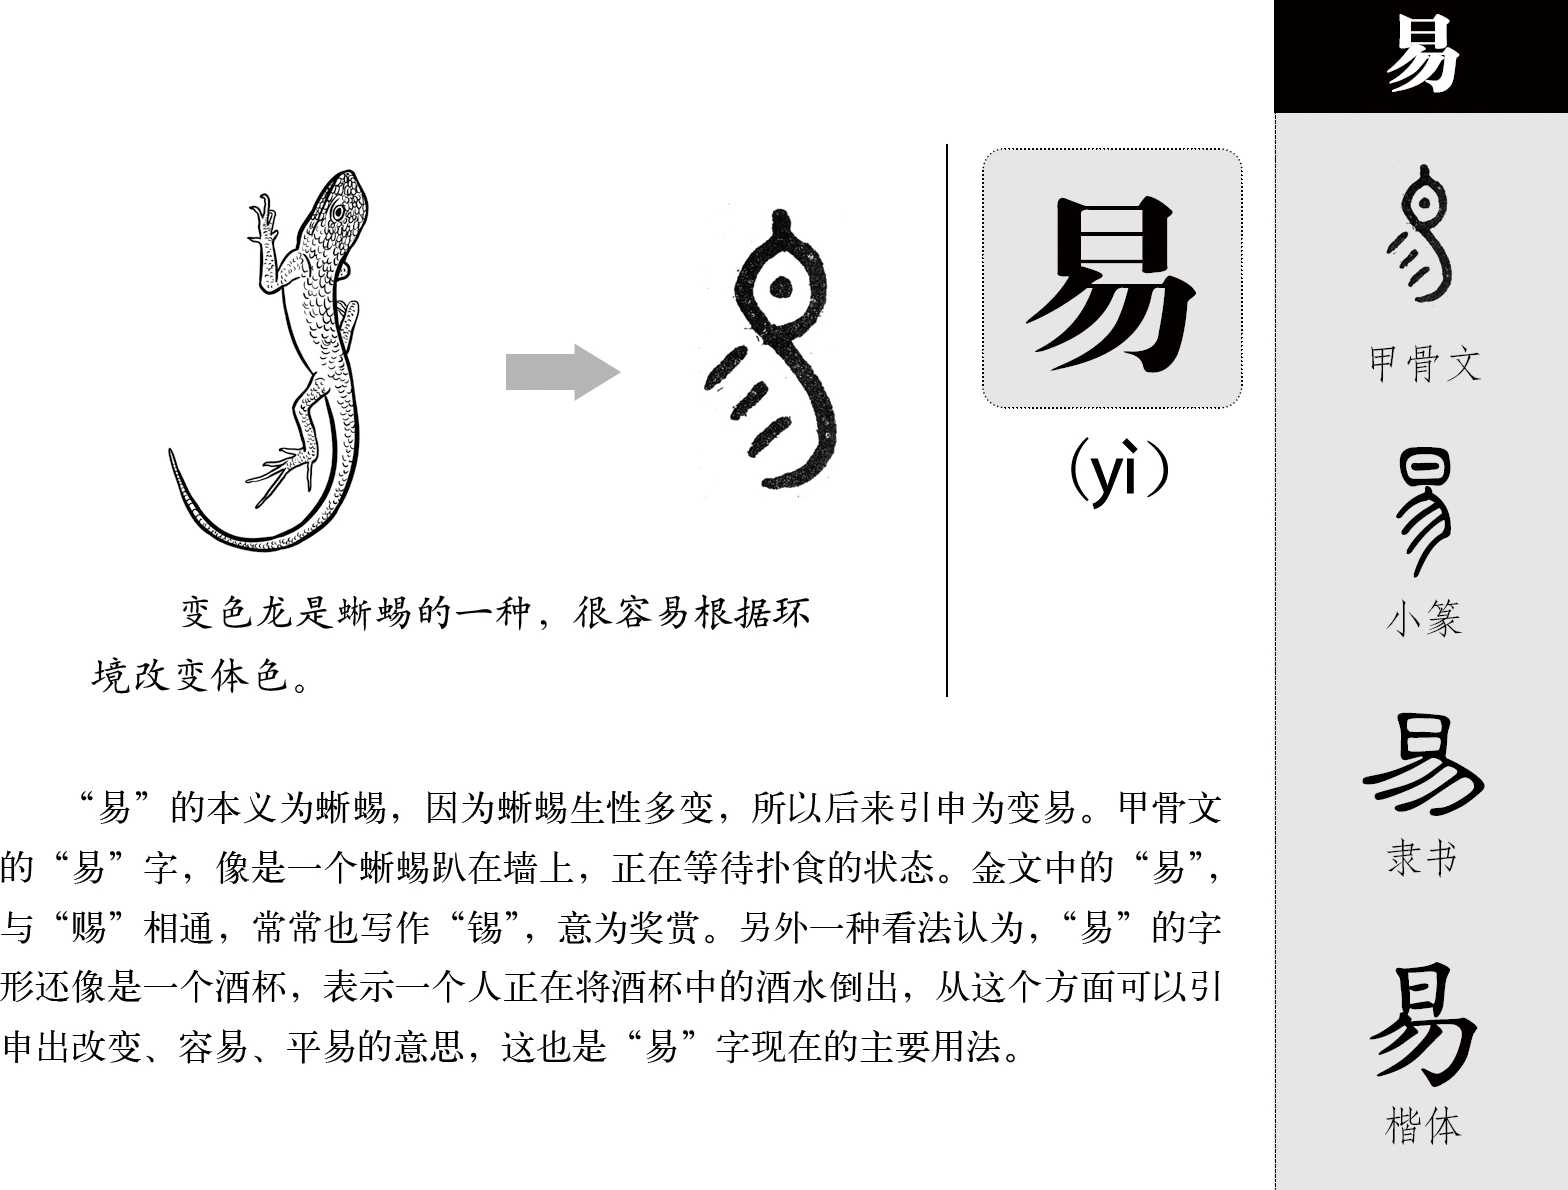 易
(yì)
变色龙是蜥蜴的一种，很容易根据环
境改变体色。
“易”的本义为蜥蜴，因为蜥蜴生性多变，所以后来引申为变易。甲骨文
的“易”字，像是一个蜥蜴趴在墙上，正在等待扑食的状态。金文中的“易”，
与“赐”相通，常常也写作“锡”，意为奖赏。另外一种看法认为，“易”的字
形还像是一个酒杯，表示一个人正在将酒杯中的酒水倒出，从这个方面可以引
申出改变、容易、平易的意思，这也是“易”字现在的主要用法。
易
易
甲骨文
易
小篆
易
隶书
易
楷体